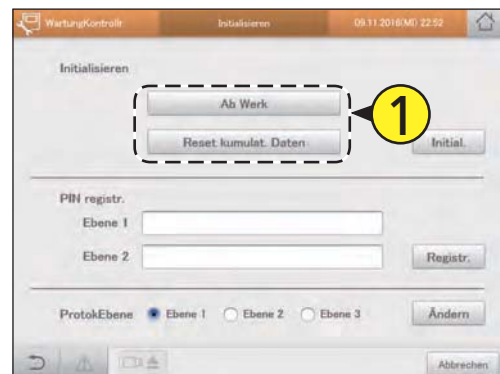 WartungKontrollr Initialisieren 09.11.2016(Mi) 22:52
Initialisieren
Ab Werk
1
Reset kumulat. Daten Initial.
PIN registr.
Ebene 1
Ebene 2 Registr.
ProtokEbene Ebene 1 Ebene 2 Ebene 3 Ändern
Abbrechen